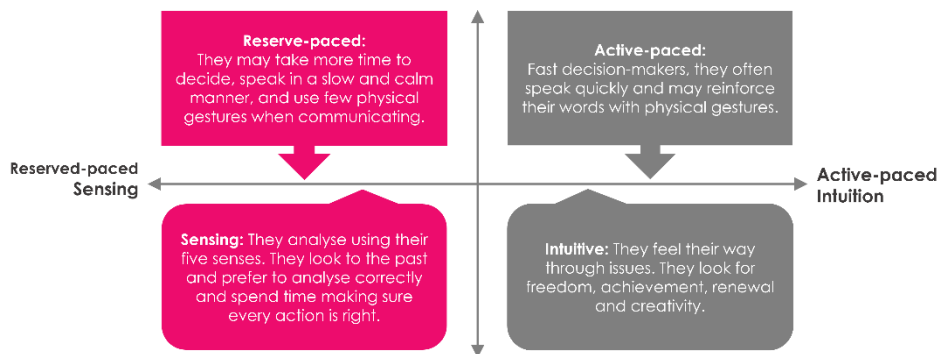 Reserve-paced:
They may take more time to
decide, speak in a slow and calm
manner, and use few physical
gestures when communicating.
Active-paced:
Fast decision-makers, they often
speak quickly and may reinforce
their words with physical gestures.
Reserved-paced
Sensing
Active-paced
Intuition
Sensing: They analyse using their
five senses. They look to the past
and prefer to analyse correctly
and spend time making sure
every action is right.
Intuitive: They feel their way
through issues. They look for
freedom, achievement, renewal
and creativity.